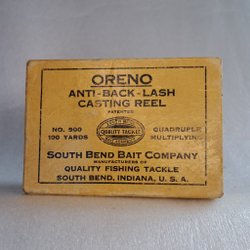 ORENO
ANTI-BACK-LASH
CASTING REEL
PATENTED
NO. 900
100 YARDS
QUALITY TACKLE
QUADRUPLE
MULTIPLYING
SOUTH BEND BAIT COMPANY
MANUFACTURERS OF
QUALITY FISHING TACKLE
SOUTH BEND, INDIANA, U. S. A.